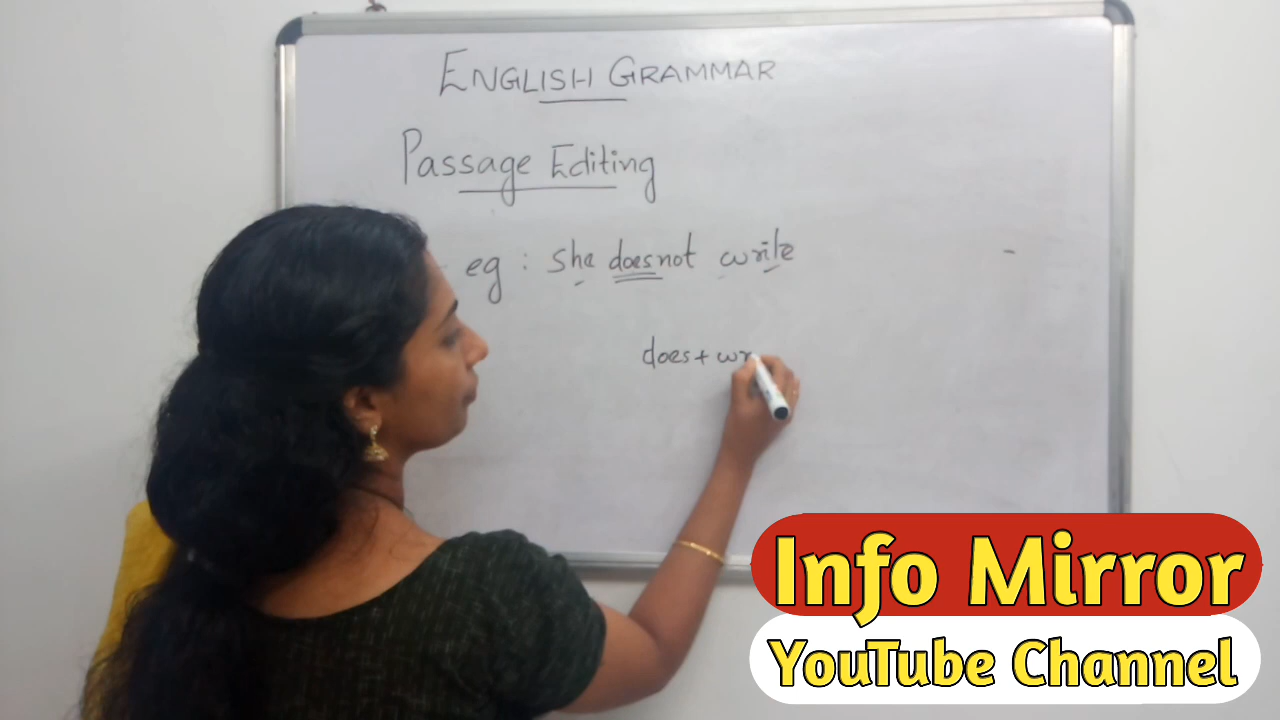 ENGLISH GRAMMAR
Passage Editing
eg : she doesnot write
does + wr
Info Mirror
YouTube Channel